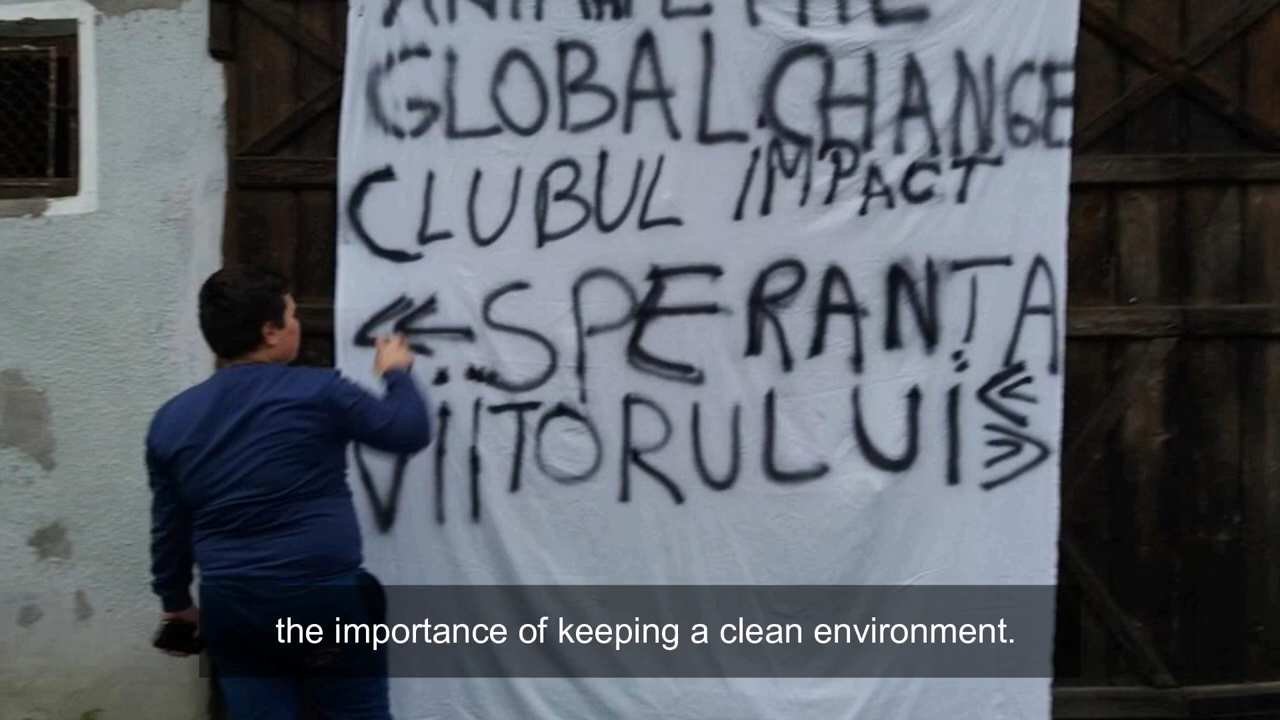 GLOBAL CHANGE
CLUBUL IMPACT
SPERANTA
VIITORULUI
the importance of keeping a clean environment.